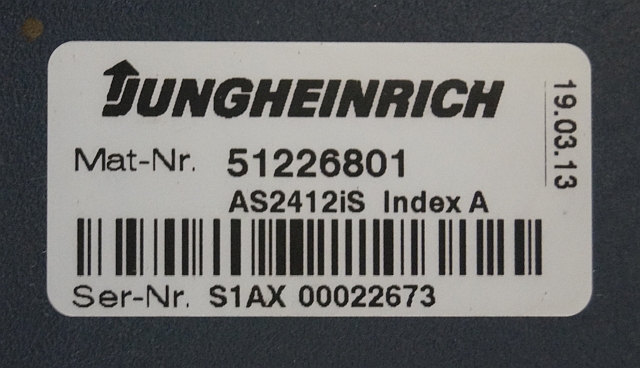 JUNGHEINRICH
19.03.13
Mat-Nr. 51226801
AS2412iS Index A
Ser-Nr. S1AX 00022673